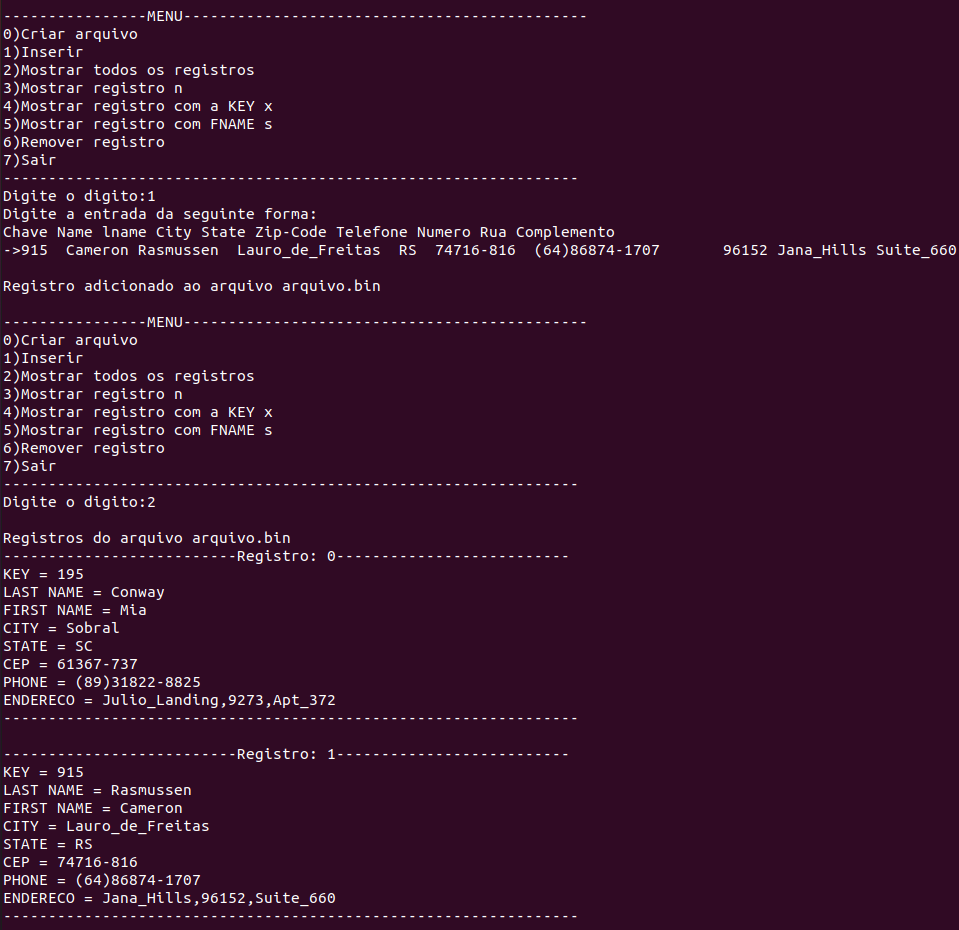 ----------------MENU---------------------------------------------
0)Criar arquivo
1)Inserir
2)Mostrar todos os registros
3)Mostrar registro n
4)Mostrar registro com a KEY x
5)Mostrar registro com FNAME s
6)Remover registro
7)Sair
----------------------------------------------------------------
Digite o digito:1
Digite a entrada da seguinte forma:
Chave Name lname City State Zip-Code Telefone Numero Rua Complemento
->915  Cameron Rasmussen  Lauro_de_Freitas  RS  74716-816  (64)86874-1707       96152 Jana_Hills Suite_660

Registro adicionado ao arquivo arquivo.bin

----------------MENU---------------------------------------------
0)Criar arquivo
1)Inserir
2)Mostrar todos os registros
3)Mostrar registro n
4)Mostrar registro com a KEY x
5)Mostrar registro com FNAME s
6)Remover registro
7)Sair
----------------------------------------------------------------
Digite o digito:2

Registros do arquivo arquivo.bin
--------------------------Registro: 0--------------------------
KEY = 195
LAST NAME = Conway
FIRST NAME = Mia
CITY = Sobral
STATE = SC
CEP = 61367-737
PHONE = (89)31822-8825
ENDERECO = Julio_Landing,9273,Apt_372
----------------------------------------------------------------

--------------------------Registro: 1--------------------------
KEY = 915
LAST NAME = Rasmussen
FIRST NAME = Cameron
CITY = Lauro_de_Freitas
STATE = RS
CEP = 74716-816
PHONE = (64)86874-1707
ENDERECO = Jana_Hills,96152,Suite_660
----------------------------------------------------------------